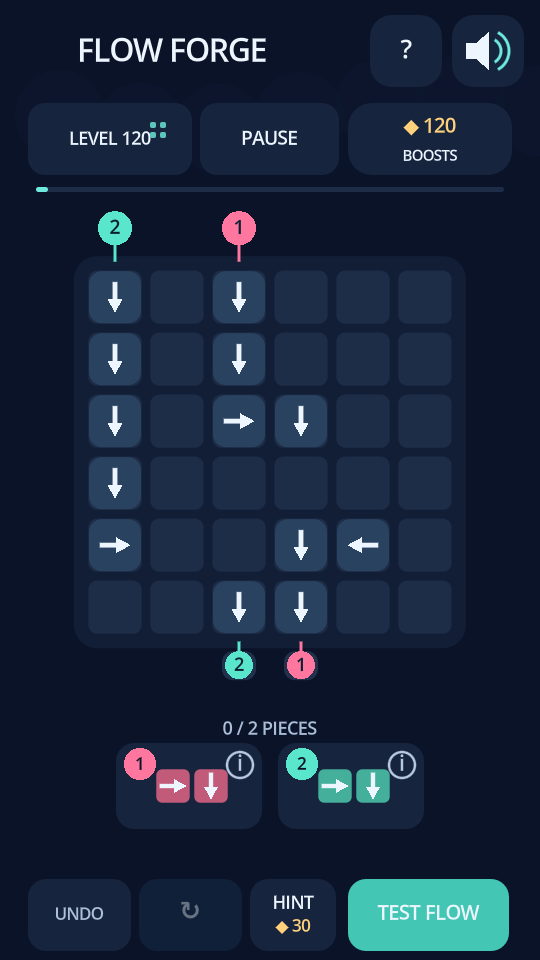 FLOW FORGE
?
LEVEL 120
PAUSE
120
BOOSTS
2
1
2
1
0 / 2 PIECES
1
i
2
i
UNDO
↻
HINT
30
TEST FLOW